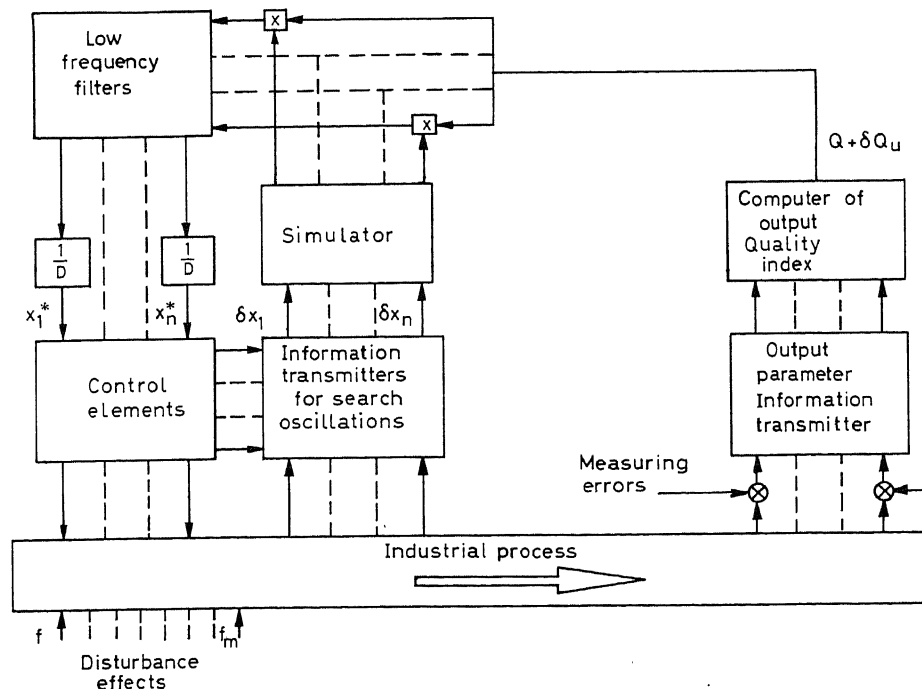 Low
frequency
filters
x
x
Q + δQu
Simulator
Computer of
output
Quality
index
1
D
1
D
x1*
xn*
δx1
δxn
Control
elements
Information
transmitters
for search
oscillations
Output
parameter
Information
transmitter
Measuring
errors
Industrial process
f
fm
Disturbance
effects